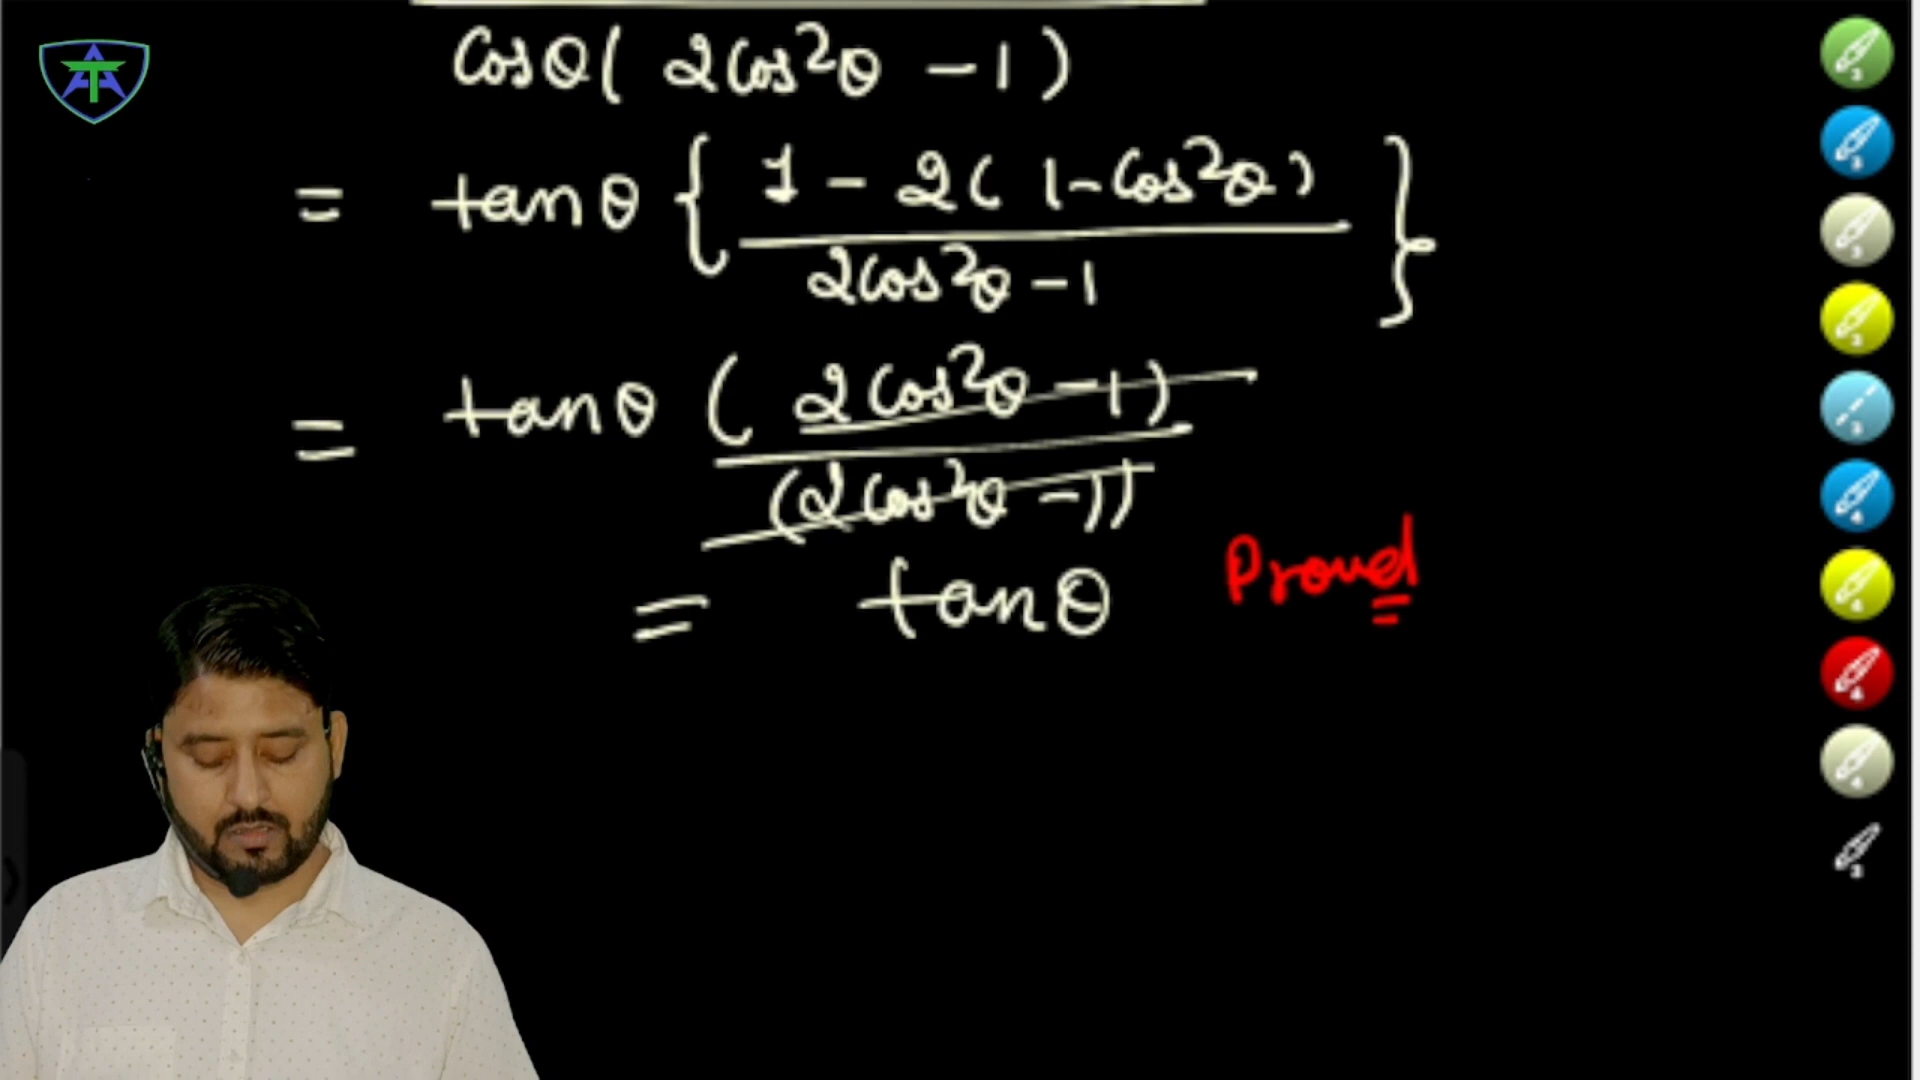 Cosθ( 2Cos²θ - 1 )
= tanθ { 1 - 2( 1 - Cos²θ ) / 2Cos²θ - 1 }
= tanθ ( 2Cos²θ - 1 ) / ( 2Cos²θ - 1 )
= tanθ Proved